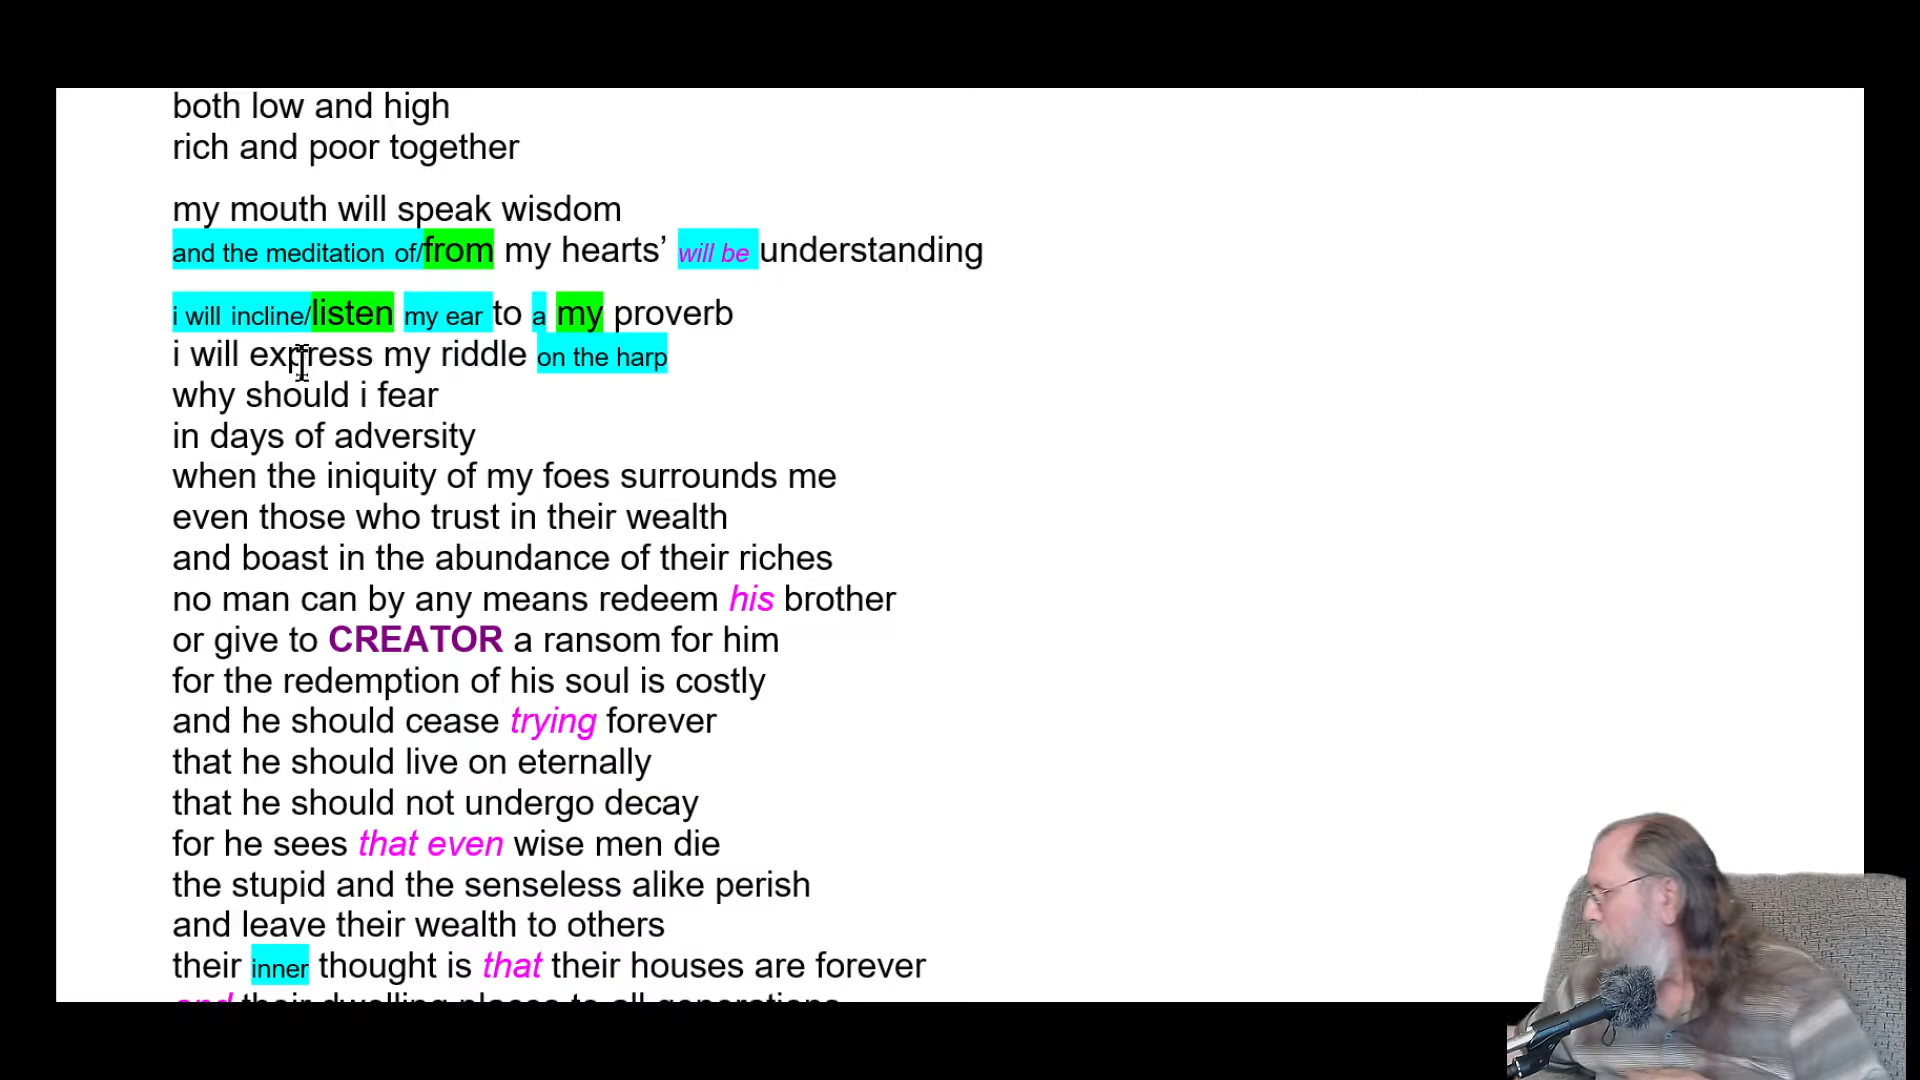 both low and high
rich and poor together
my mouth will speak wisdom
and the meditation of/from my hearts’ will be understanding
i will incline/listen my ear to a my proverb
i will express my riddle on the harp
why should i fear
in days of adversity
when the iniquity of my foes surrounds me
even those who trust in their wealth
and boast in the abundance of their riches
no man can by any means redeem his brother
or give to CREATOR a ransom for him
for the redemption of his soul is costly
and he should cease trying forever
that he should live on eternally
that he should not undergo decay
for he sees that even wise men die
the stupid and the senseless alike perish
and leave their wealth to others
their inner thought is that their houses are forever
and their dwelling places to all generations